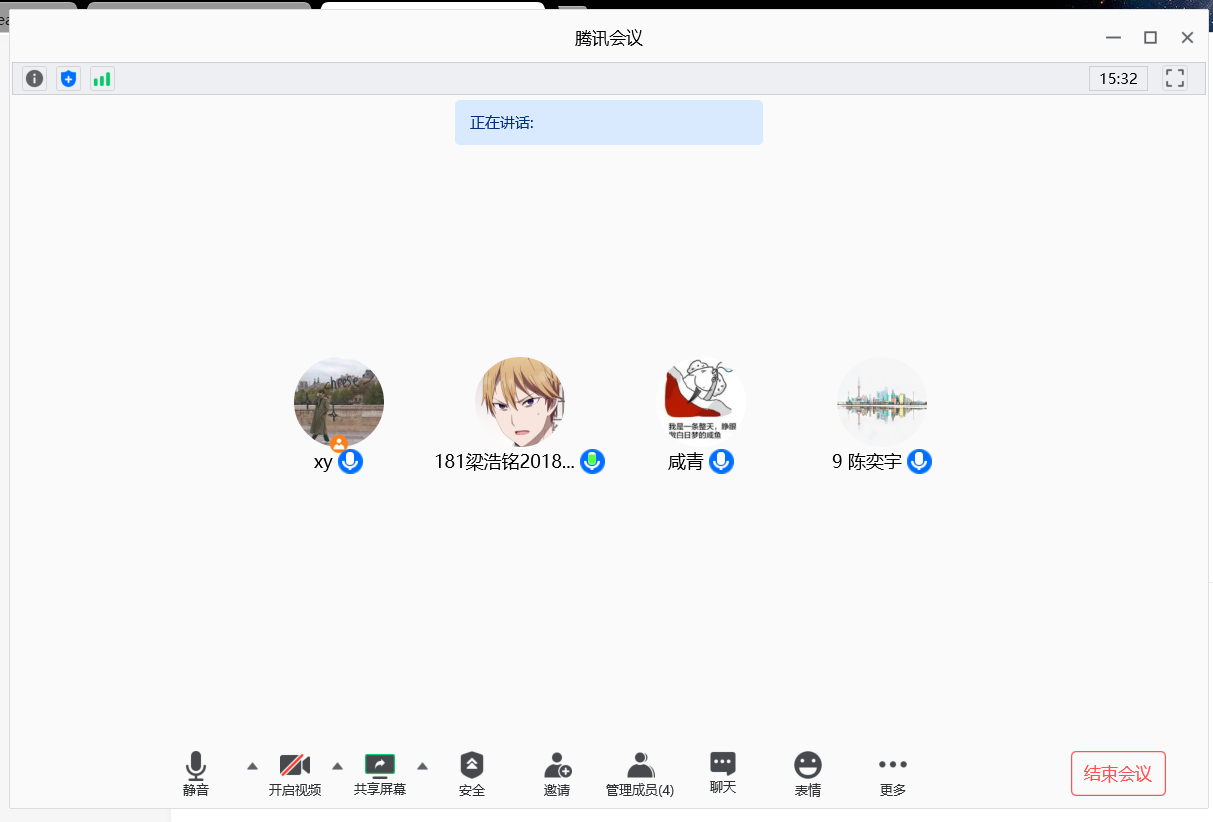 腾讯会议
15:32
正在讲话:
cheese
我是一条整天，睁眼
做白日梦的咸鱼
xy
181梁浩铭2018...
咸青
9 陈奕宇
静音
开启视频
共享屏幕
安全
邀请
管理成员(4)
聊天
表情
更多
结束会议